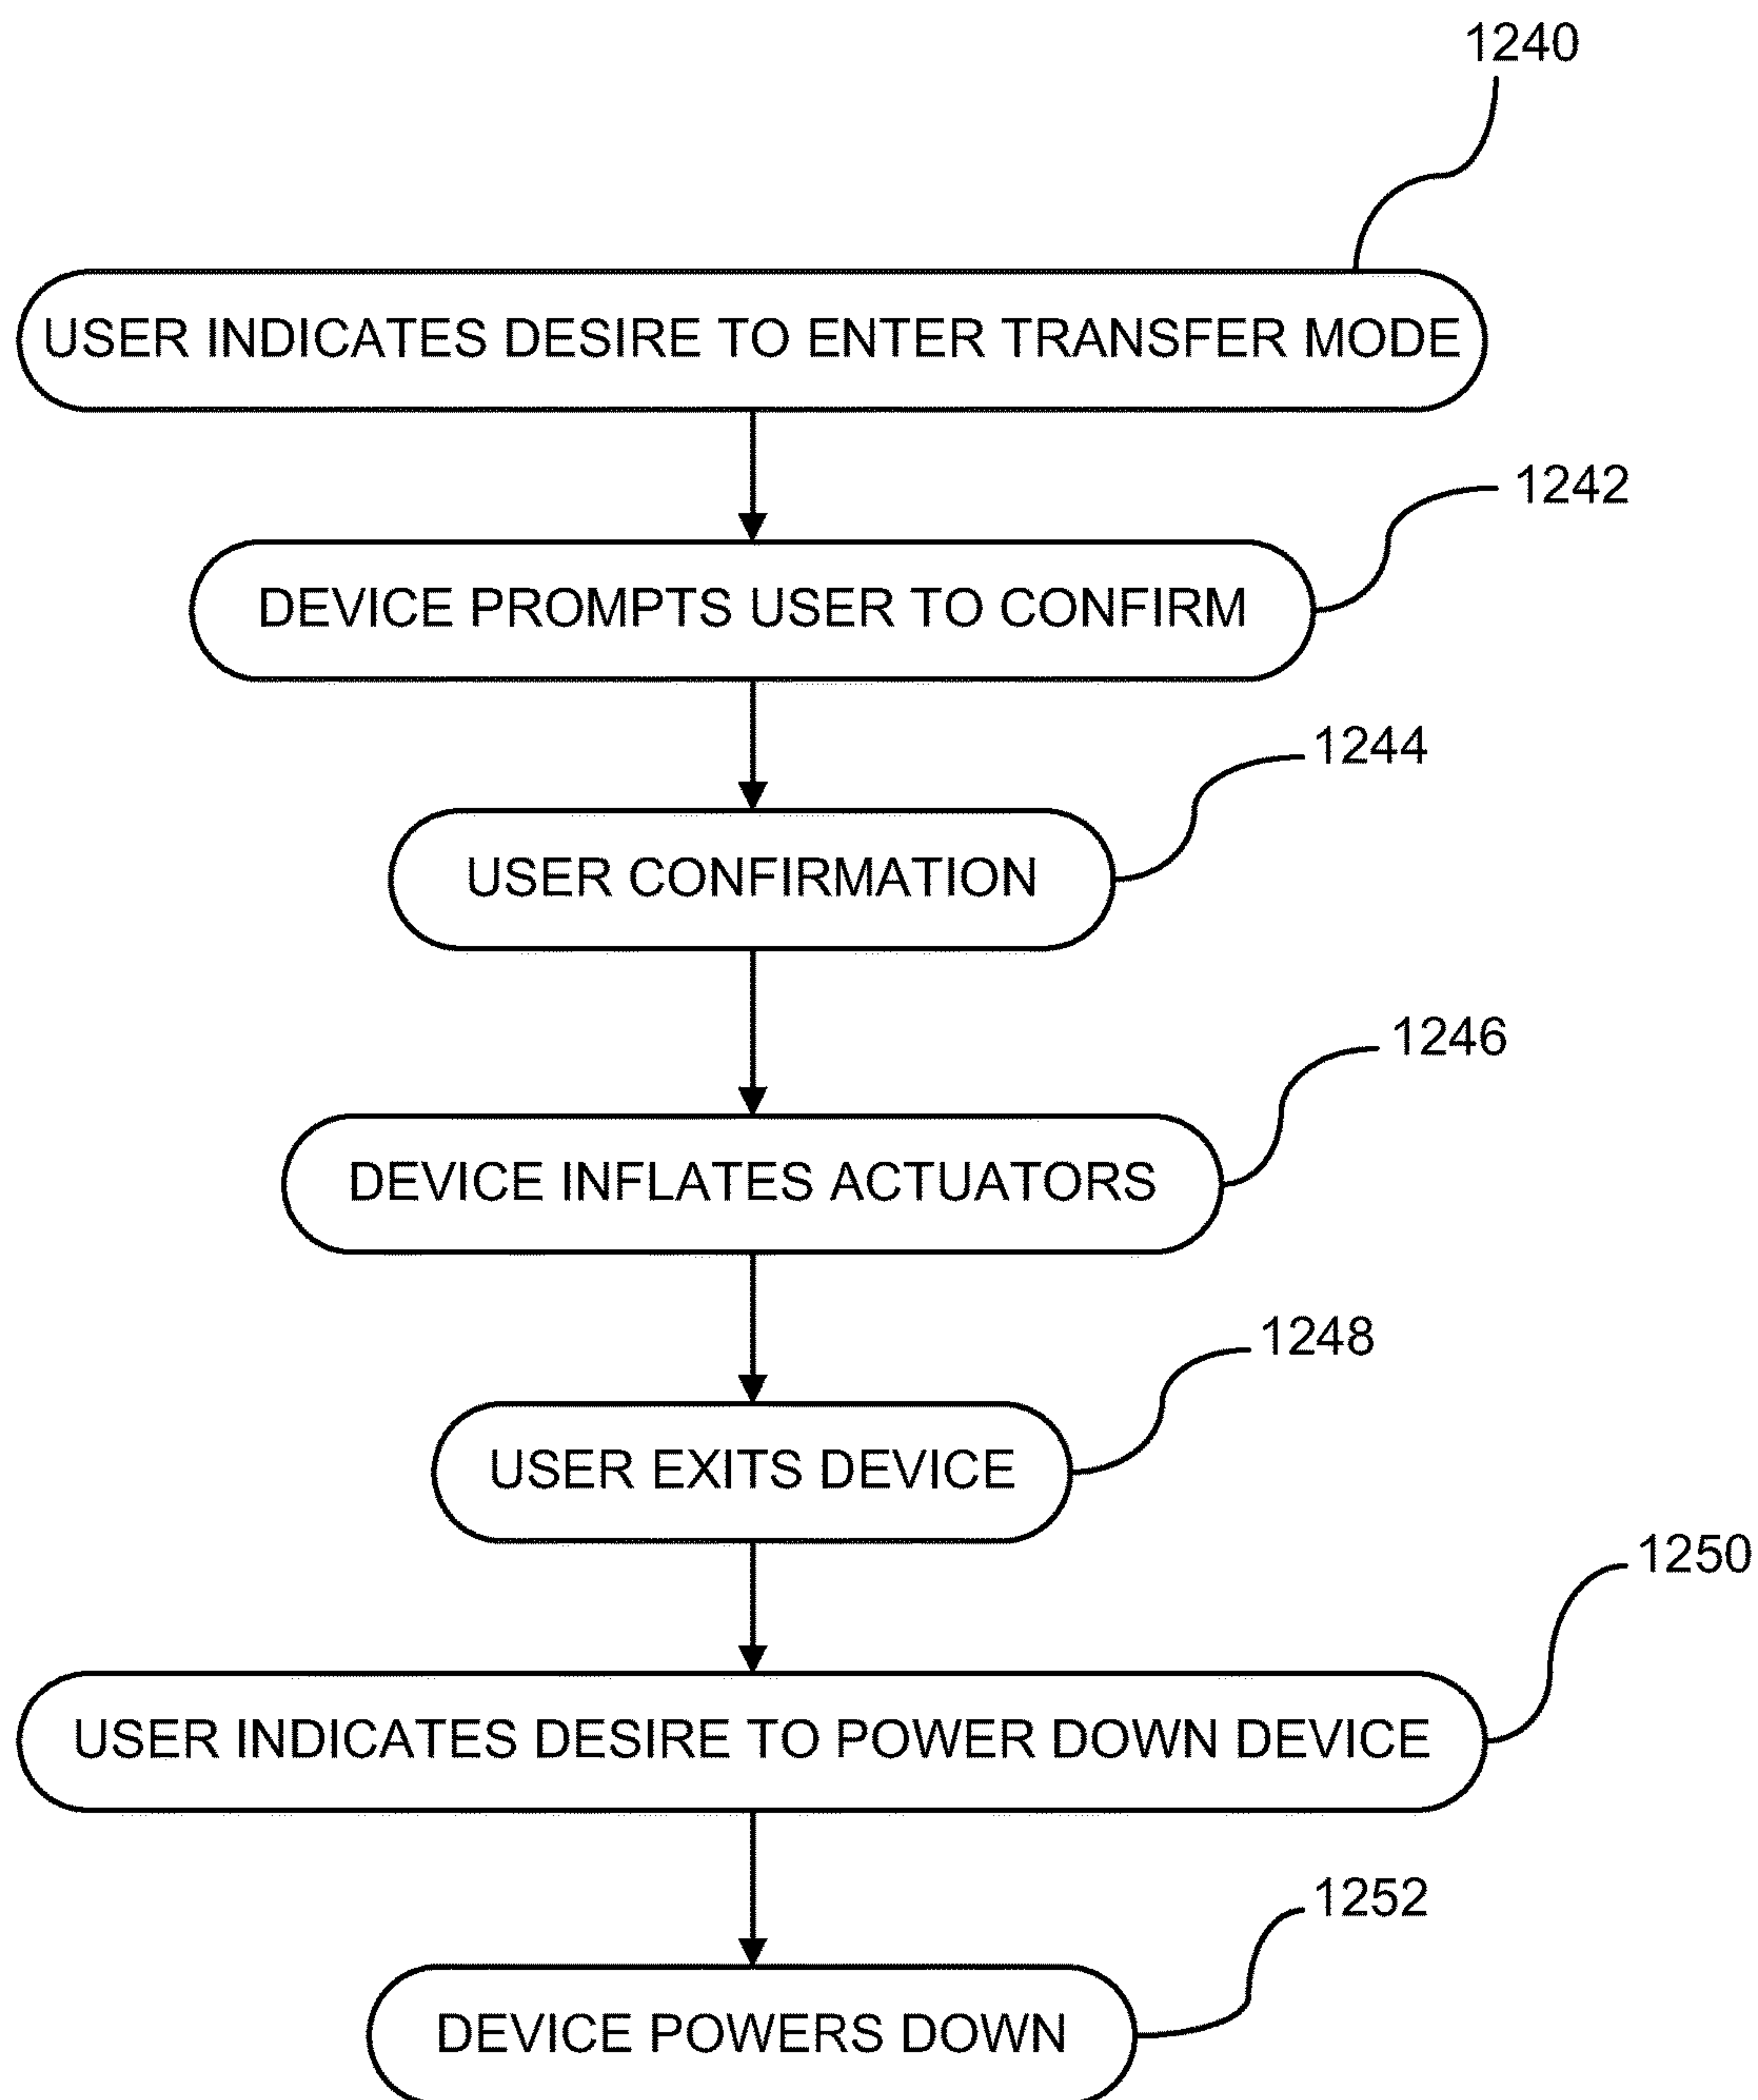 1240
USER INDICATES DESIRE TO ENTER TRANSFER MODE
1242
DEVICE PROMPTS USER TO CONFIRM
1244
USER CONFIRMATION
1246
DEVICE INFLATES ACTUATORS
1248
USER EXITS DEVICE
1250
USER INDICATES DESIRE TO POWER DOWN DEVICE
1252
DEVICE POWERS DOWN